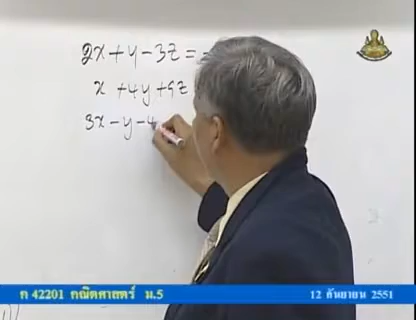 2x + y - 3z = -
x + 4y + 5z
3x - y - 4
ค 42201 คณิตศาสตร์ ม.5
12 กันยายน 2551